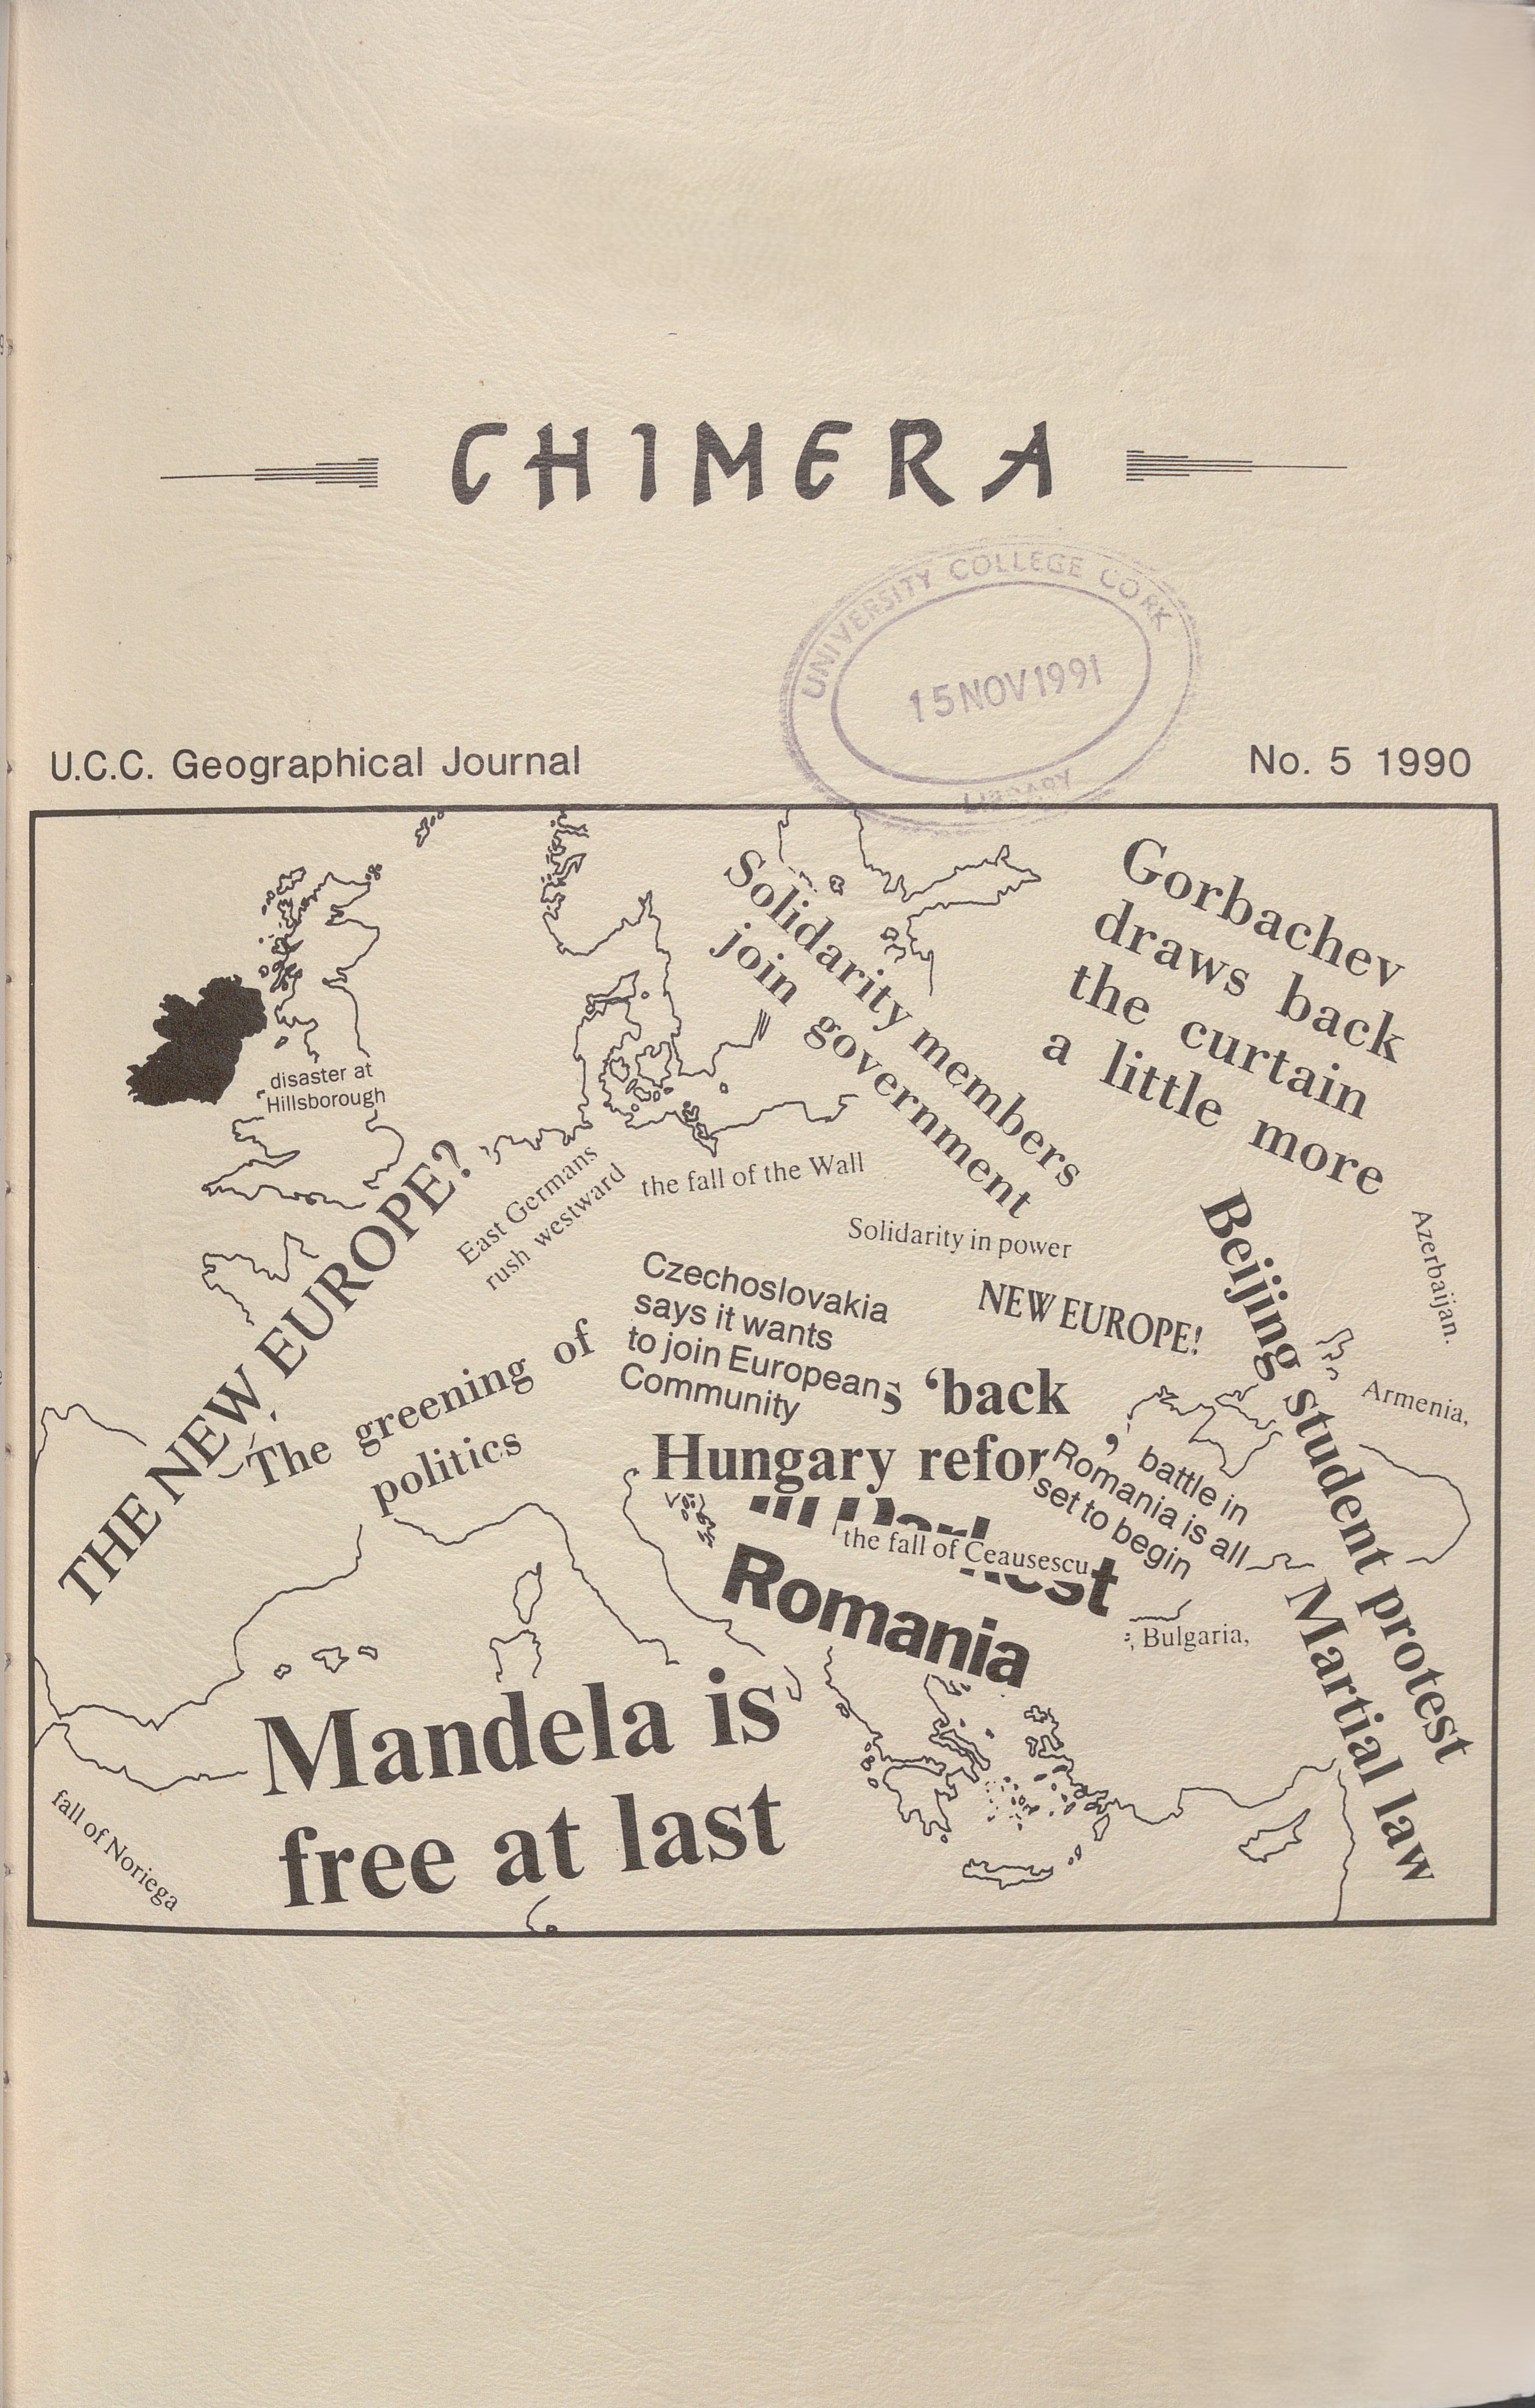 CHIMERA
UNIVERSITY COLLEGE CORK
15 NOV 1991
LIBRARY
U.C.C. Geographical Journal
No. 5 1990
Gorbachev
draws back
the curtain
a little more
Solidarity members
join government
disaster at
Hillsborough
THE NEW EUROPE?
East Germans
rush westward
the fall of the Wall
Solidarity in power
Azerbaijan.
Armenia,
Beijing student protest
Martial law
Czechoslovakia
says it wants
to join European
Community
NEW EUROPE!
The greening of
politics
s ‘back
Hungary refor
’ battle in
Romania is all
set to begin
the fall of Ceausescu
Romania
Bulgaria,
Mandela is
free at last
fall of Noriega